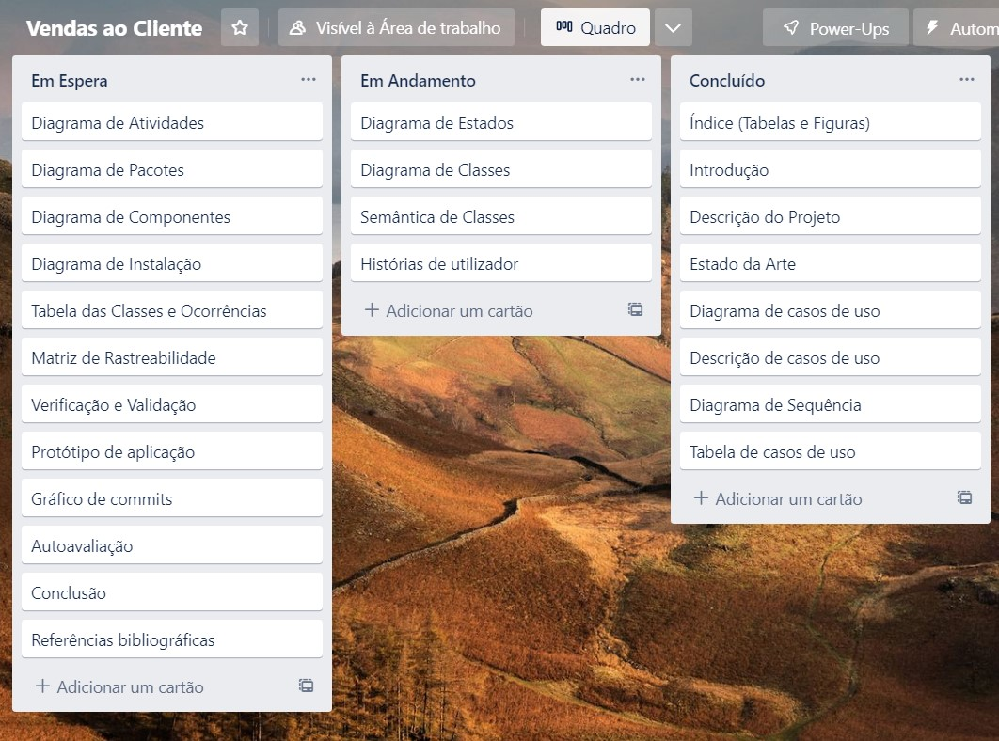 Vendas ao Cliente
Visível à Área de trabalho
Quadro
Power-Ups
Autom
Em Espera
Diagrama de Atividades
Diagrama de Pacotes
Diagrama de Componentes
Diagrama de Instalação
Tabela das Classes e Ocorrências
Matriz de Rastreabilidade
Verificação e Validação
Protótipo de aplicação
Gráfico de commits
Autoavaliação
Conclusão
Referências bibliográficas
+ Adicionar um cartão
Em Andamento
Diagrama de Estados
Diagrama de Classes
Semântica de Classes
Histórias de utilizador
+ Adicionar um cartão
Concluído
Índice (Tabelas e Figuras)
Introdução
Descrição do Projeto
Estado da Arte
Diagrama de casos de uso
Descrição de casos de uso
Diagrama de Sequência
Tabela de casos de uso
+ Adicionar um cartão